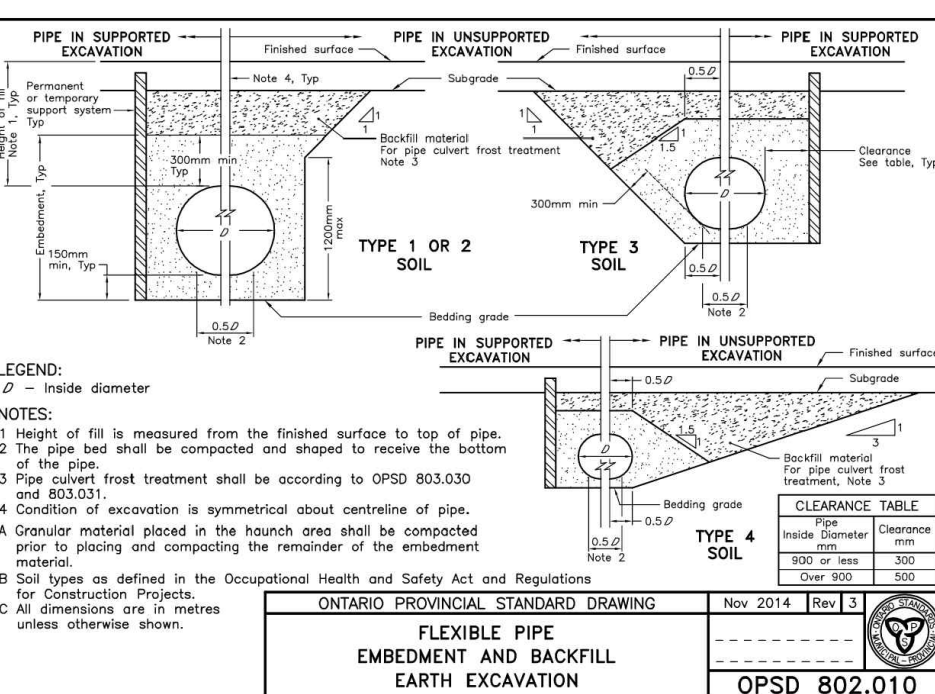 PIPE IN SUPPORTED
EXCAVATION
PIPE IN UNSUPPORTED
EXCAVATION
PIPE IN SUPPORTED
EXCAVATION
Finished surface
Finished surface
Note 4, Typ
Subgrade
0.5D
Height of fill
Note 1, Typ
Permanent
or temporary
support system
Typ
1
1
1
1
1
1.5
Backfill material
For pipe culvert frost treatment
Note 3
Clearance
See table, Typ
300mm min
Typ
Embedment, Typ
D
1200mm
max
300mm min
D
TYPE 1 OR 2
SOIL
TYPE 3
SOIL
150mm
min, Typ
0.5D
0.5D
Note 2
0.5D
Note 2
Bedding grade
PIPE IN SUPPORTED
EXCAVATION
PIPE IN UNSUPPORTED
EXCAVATION
Finished surface
Subgrade
0.5D
1.5
1
1
3
D
Backfill material
For pipe culvert frost
treatment, Note 3
Bedding grade
0.5D
0.5D
Note 2
TYPE 4
SOIL
CLEARANCE TABLE
Pipe
Inside Diameter
mm
Clearance
mm
900 or less 300
Over 900 500
LEGEND:
D – Inside diameter
NOTES:
1 Height of fill is measured from the finished surface to top of pipe.
2 The pipe bed shall be compacted and shaped to receive the bottom
of the pipe.
3 Pipe culvert frost treatment shall be according to OPSD 803.030
and 803.031.
4 Condition of excavation is symmetrical about centreline of pipe.
A Granular material placed in the haunch area shall be compacted
prior to placing and compacting the remainder of the embedment
material.
B Soil types as defined in the Occupational Health and Safety Act and Regulations
for Construction Projects.
C All dimensions are in metres
unless otherwise shown.
ONTARIO PROVINCIAL STANDARD DRAWING
Nov 2014 Rev 3
FLEXIBLE PIPE
EMBEDMENT AND BACKFILL
EARTH EXCAVATION
OPSD 802.010
OPS